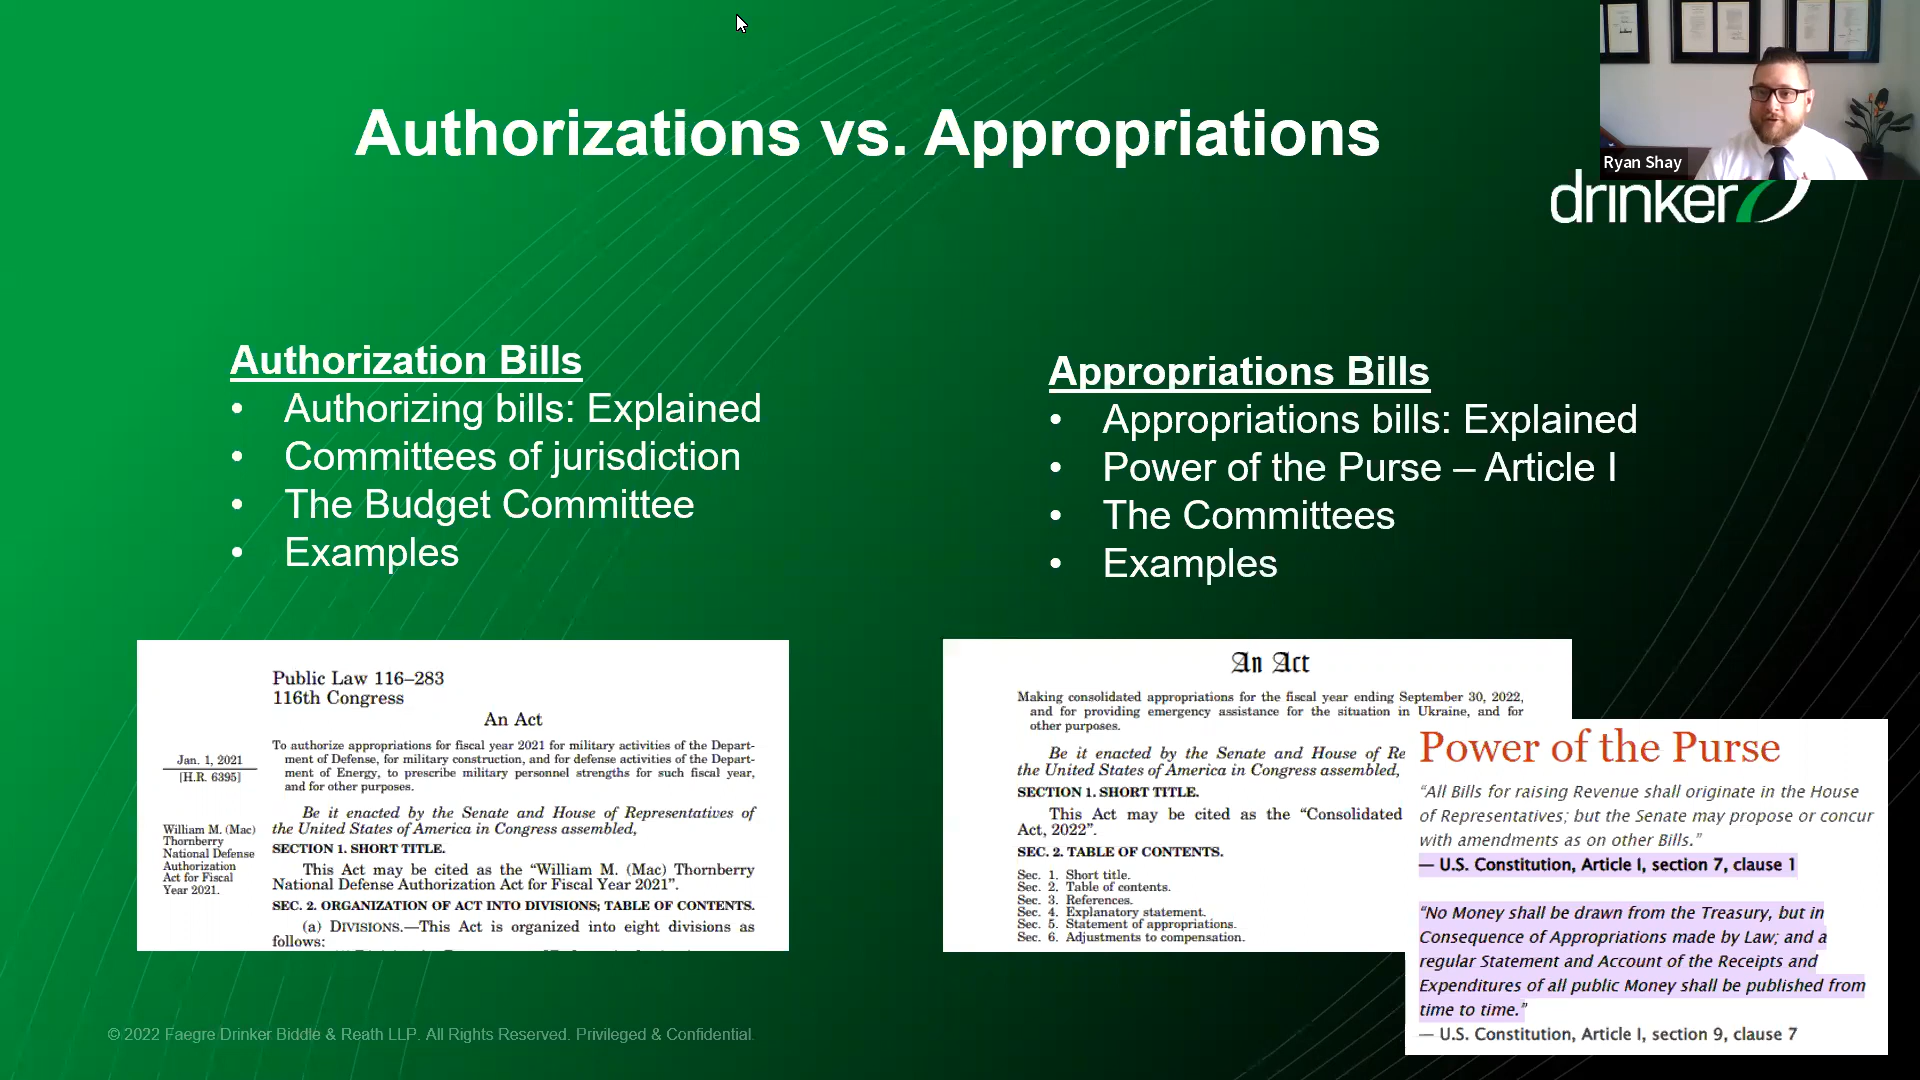 Authorizations vs. Appropriations
Ryan Shay
drinker
Authorization Bills
• Authorizing bills: Explained
• Committees of jurisdiction
• The Budget Committee
• Examples
Appropriations Bills
• Appropriations bills: Explained
• Power of the Purse – Article I
• The Committees
• Examples
Public Law 116–283
116th Congress
An Act
Jan. 1, 2021
[H.R. 6395]
To authorize appropriations for fiscal year 2021 for military activities of the Depart-
ment of Defense, for military construction, and for defense activities of the Depart-
ment of Energy, to prescribe military personnel strengths for such fiscal year,
and for other purposes.
Be it enacted by the Senate and House of Representatives of
the United States of America in Congress assembled,
William M. (Mac)
Thornberry
National Defense
Authorization
Act for Fiscal
Year 2021.
SECTION 1. SHORT TITLE.
This Act may be cited as the “William M. (Mac) Thornberry
National Defense Authorization Act for Fiscal Year 2021”.
SEC. 2. ORGANIZATION OF ACT INTO DIVISIONS; TABLE OF CONTENTS.
(a) DIVISIONS.—This Act is organized into eight divisions as
follows:
An Act
Making consolidated appropriations for the fiscal year ending September 30, 2022,
and for providing emergency assistance for the situation in Ukraine, and for
other purposes.
Be it enacted by the Senate and House of Re
the United States of America in Congress assembled,
SECTION 1. SHORT TITLE.
This Act may be cited as the “Consolidated
Act, 2022”.
SEC. 2. TABLE OF CONTENTS.
Sec. 1. Short title.
Sec. 2. Table of contents.
Sec. 3. References.
Sec. 4. Explanatory statement.
Sec. 5. Statement of appropriations.
Sec. 6. Adjustments to compensation.
Power of the Purse
“All Bills for raising Revenue shall originate in the House
of Representatives; but the Senate may propose or concur
with amendments as on other Bills.”
— U.S. Constitution, Article I, section 7, clause 1
“No Money shall be drawn from the Treasury, but in
Consequence of Appropriations made by Law; and a
regular Statement and Account of the Receipts and
Expenditures of all public Money shall be published from
time to time.”
— U.S. Constitution, Article I, section 9, clause 7
© 2022 Faegre Drinker Biddle & Reath LLP. All Rights Reserved. Privileged & Confidential.